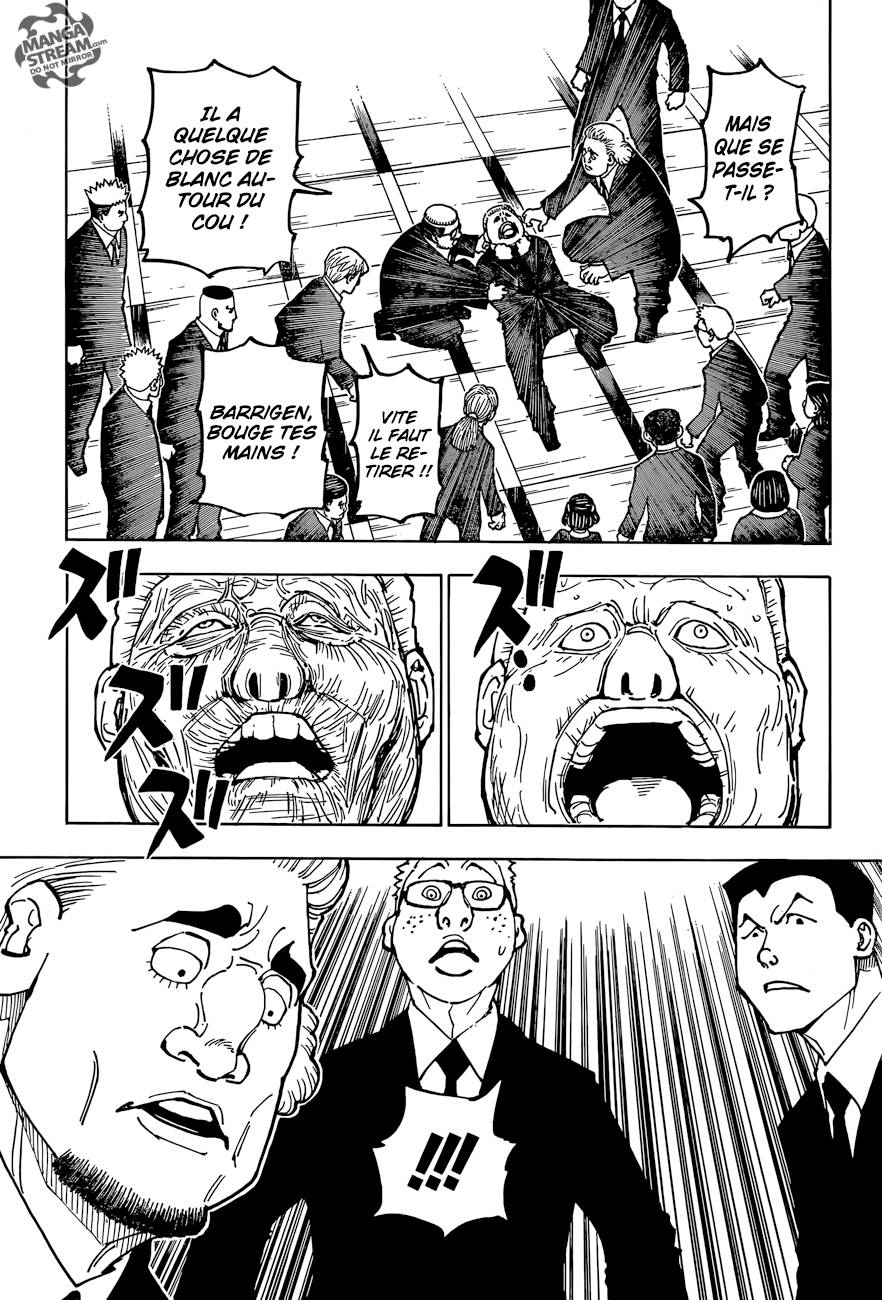 MANGA
STREAM.com
DO NOT MIRROR
IL A
QUELQUE
CHOSE DE
BLANC AU-
TOUR DU
COU !
MAIS
QUE SE
PASSE-
T-IL ?
BARRIGEN,
BOUGE TES
MAINS !
VITE
IL FAUT
LE RE-
TIRER !!
ズ
ズ
ズ
ズ
!!!